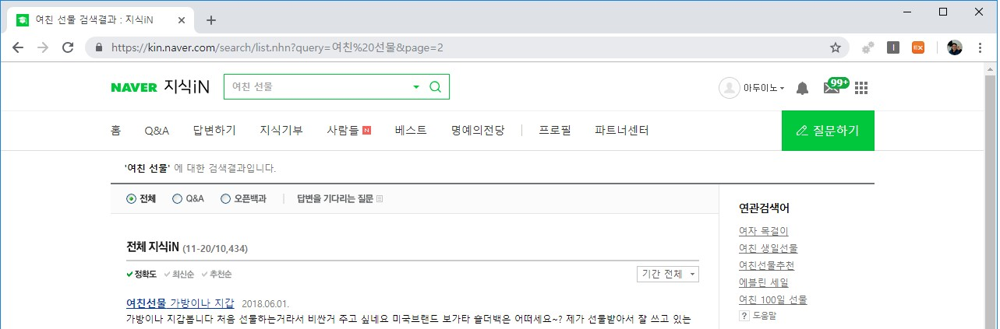 여친 선물 검색결과 : 지식iN
https://kin.naver.com/search/list.nhn?query=여친%20선물&page=2
I
EX
NAVER 지식iN
여친 선물
아두이노
99+
홈 Q&A 답변하기 지식기부 사람들 N 베스트 명예의전당 프로필 파트너센터
질문하기
'여친 선물' 에 대한 검색결과입니다.
전체 Q&A 오픈백과 답변을 기다리는 질문
전체 지식iN (11-20/10,434)
정확도 최신순 추천순
기간 전체
여친선물 가방이나 지갑 2018.06.01.
가방이나 지갑봅니다 처음 선물하는거라서 비싼거 주고 싶네요 미국브랜드 보가타 숄더백은 어떠세요~? 제가 선물받아서 잘 쓰고 있는
연관검색어
여자 목걸이
여친 생일선물
여친선물추천
에블린 세일
여친 100일 선물
? 도움말